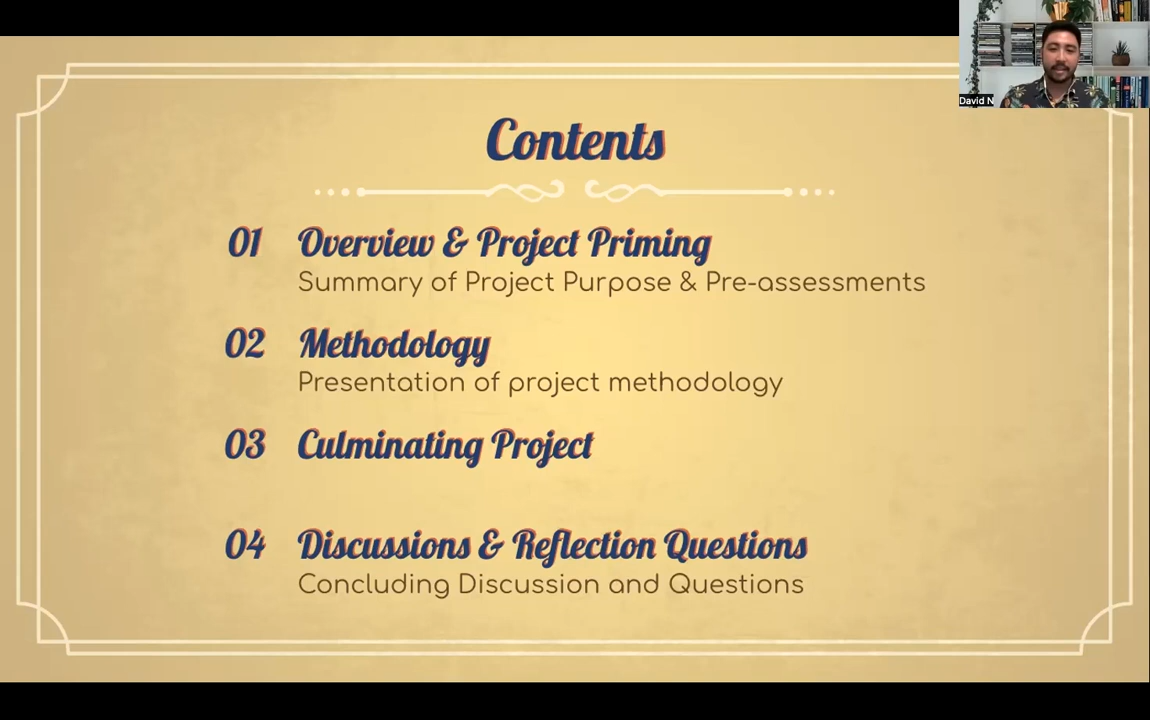 Contents
01 Overview & Project Priming
Summary of Project Purpose & Pre-assessments
02 Methodology
Presentation of project methodology
03 Culminating Project
04 Discussions & Reflection Questions
Concluding Discussion and Questions
David N